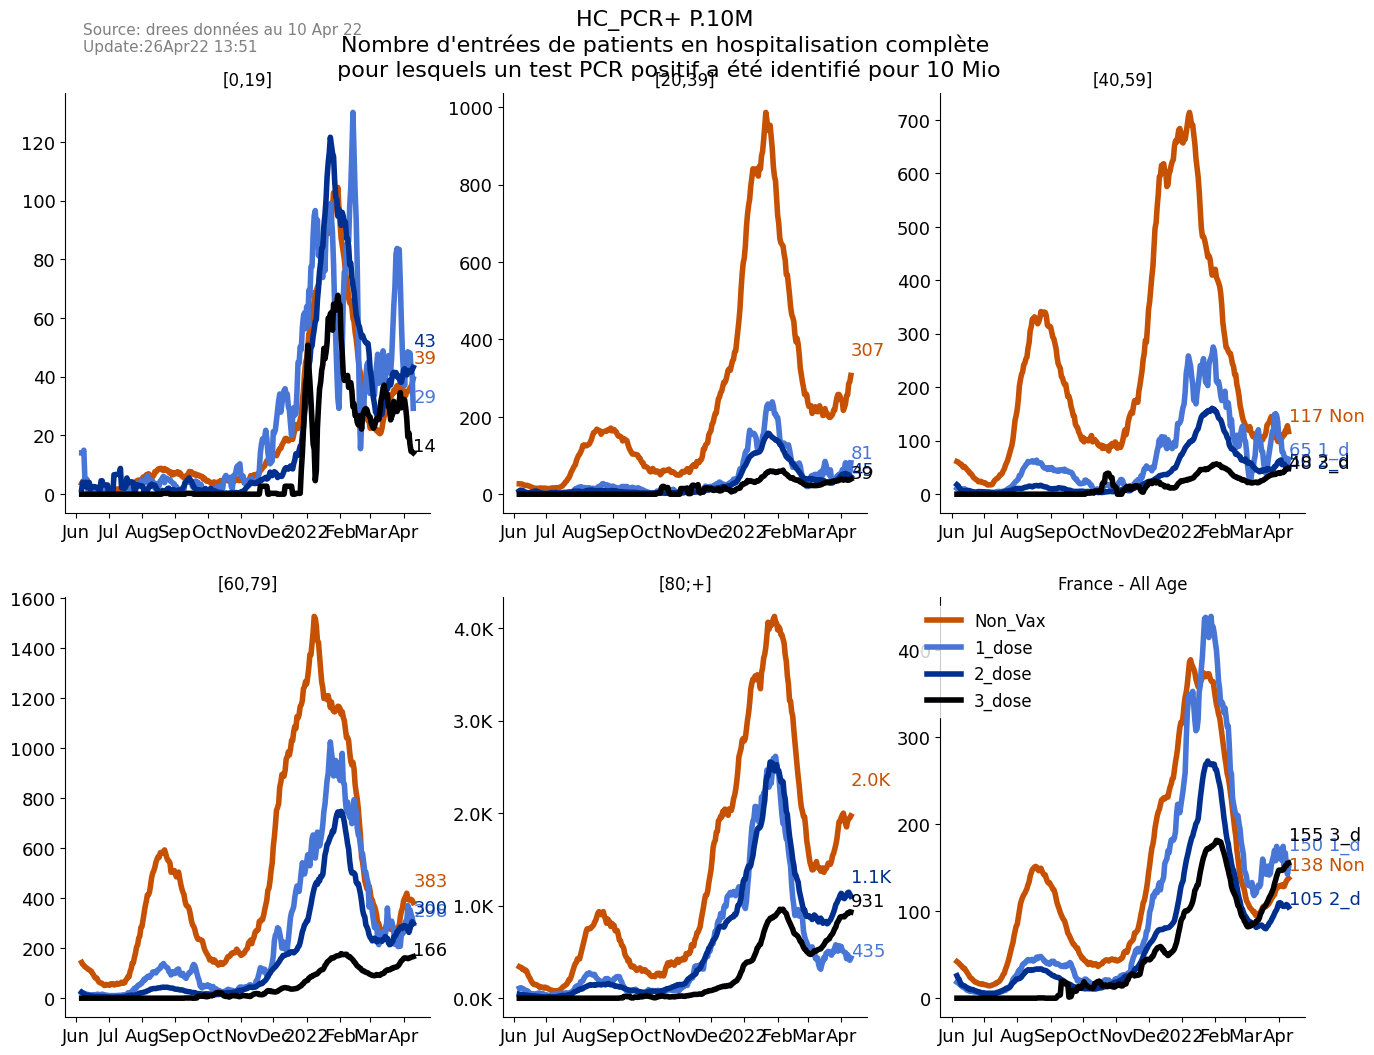 Source: drees données au 10 Apr 22
Update:26Apr22 13:51
HC_PCR+ P.10M
Nombre d'entrées de patients en hospitalisation complète
pour lesquels un test PCR positif a été identifié pour 10 Mio
[0,19]
120
100
80
60
40
20
0
43
39
29
14
Jun Jul Aug Sep Oct Nov Dec 2022 Feb Mar Apr
[20,39]
1000
800
600
400
200
0
307
81
45
39
Jun Jul Aug Sep Oct Nov Dec 2022 Feb Mar Apr
[40,59]
700
600
500
400
300
200
100
0
117 Non
65 1_d
Jun Jul Aug Sep Oct Nov Dec 2022 Feb Mar Apr
[60,79]
1600
1400
1200
1000
800
600
400
200
0
383
300
296
166
Jun Jul Aug Sep Oct Nov Dec 2022 Feb Mar Apr
[80;+]
4.0K
3.0K
2.0K
1.0K
0.0K
2.0K
1.1K
931
435
Jun Jul Aug Sep Oct Nov Dec 2022 Feb Mar Apr
France - All Age
Non_Vax
1_dose
2_dose
3_dose
400
300
200
100
0
155 3_d
150 1_d
138 Non
105 2_d
Jun Jul Aug Sep Oct Nov Dec 2022 Feb Mar Apr